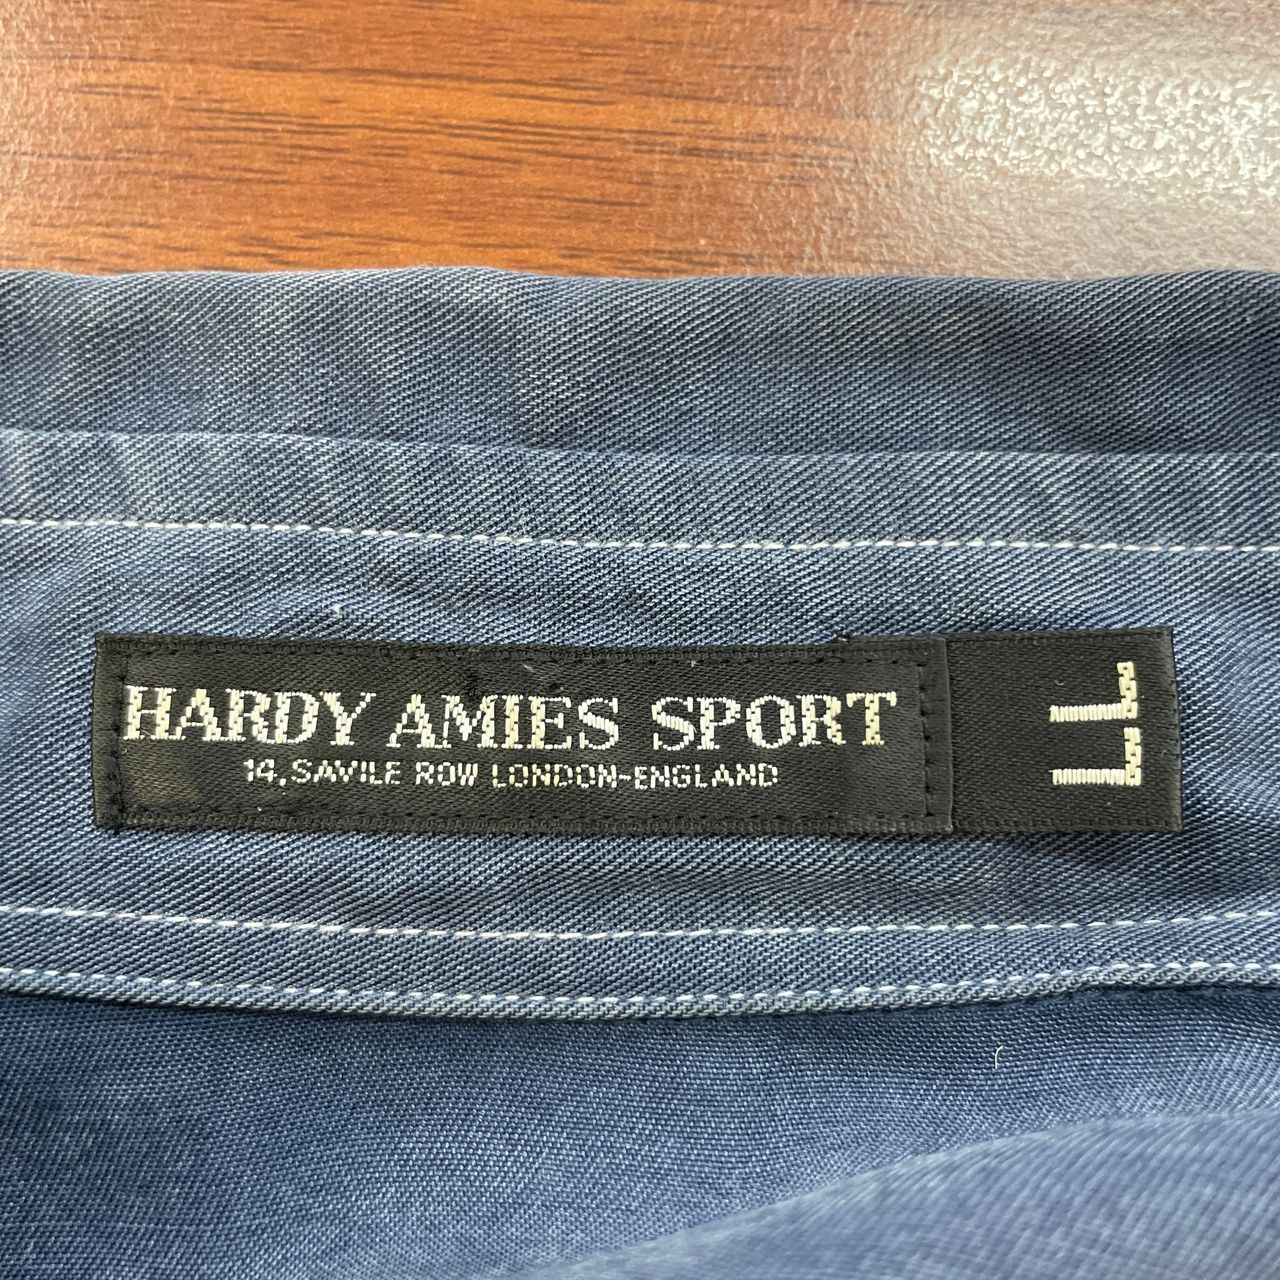 HARDY AMIES SPORT
14,SAVILE ROW LONDON-ENGLAND
LL